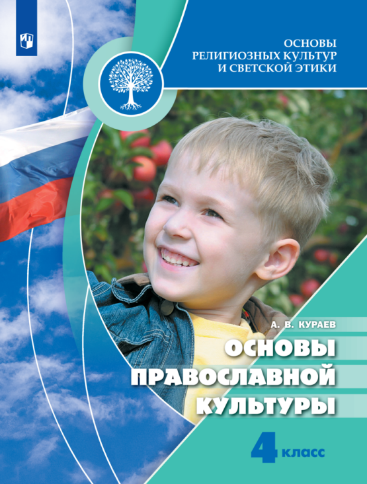 ОСНОВЫ
РЕЛИГИОЗНЫХ КУЛЬТУР
И СВЕТСКОЙ ЭТИКИ
А. В. КУРАЕВ
ОСНОВЫ
ПРАВОСЛАВНОЙ
КУЛЬТУРЫ
4 КЛАСС